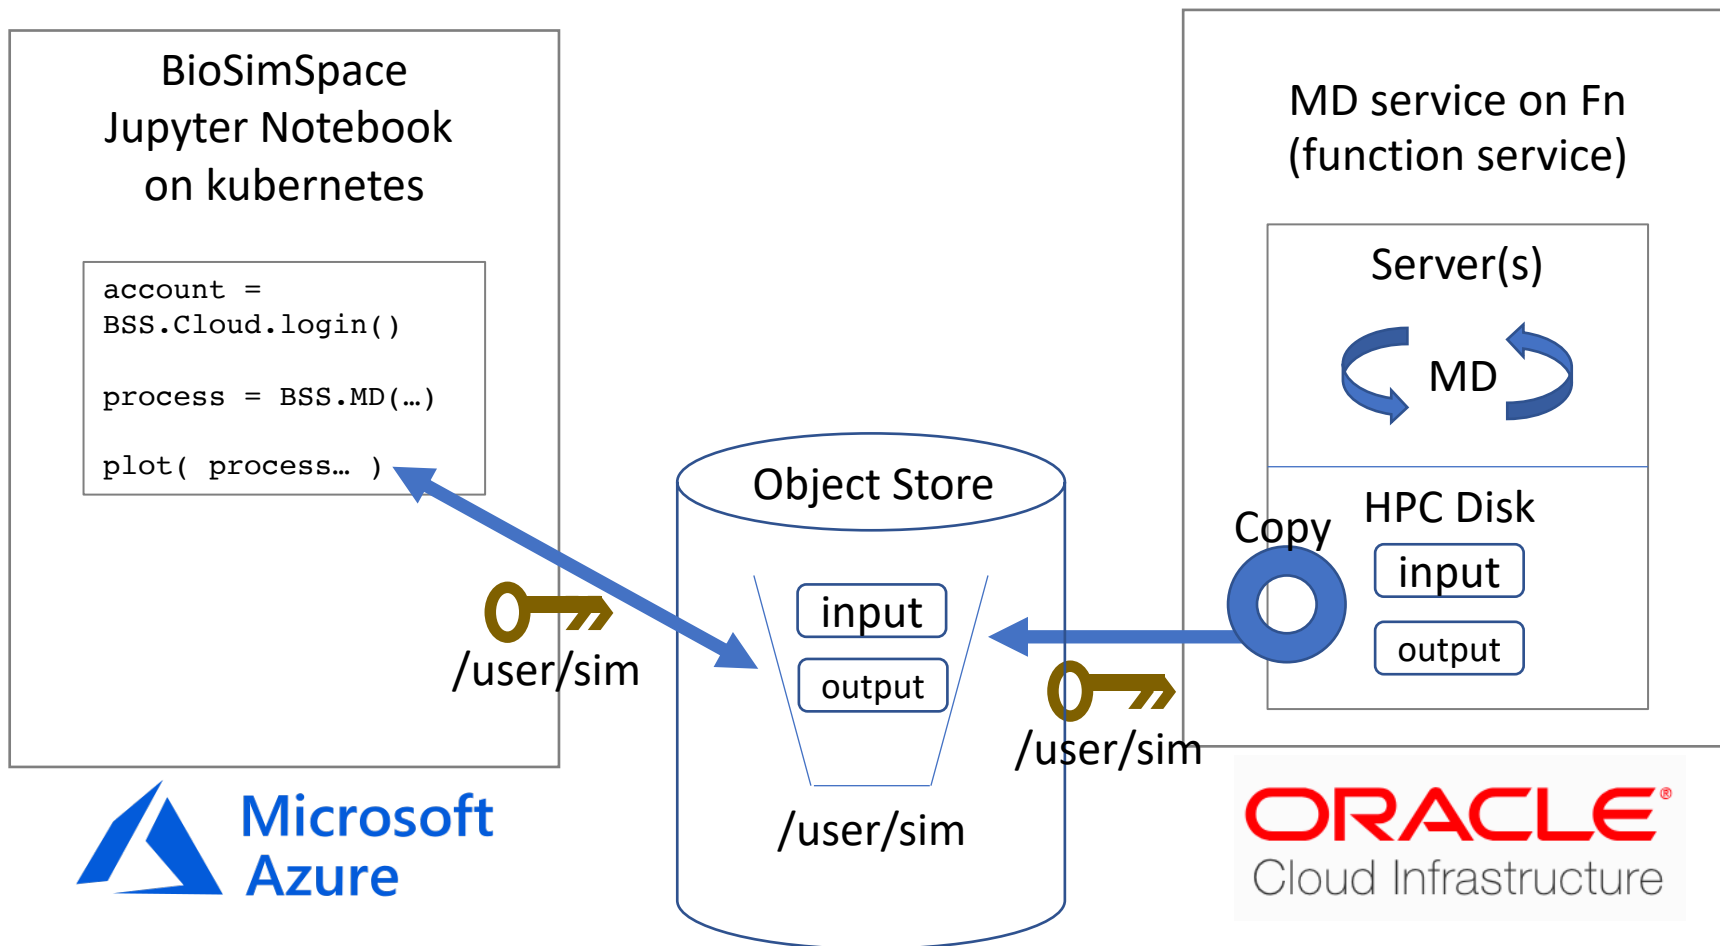 BioSimSpace
Jupyter Notebook
on kubernetes
account =
BSS.Cloud.login()
process = BSS.MD(…)
plot( process… )
/user/sim
Microsoft
Azure
Object Store
input
output
/user/sim
/user/sim
MD service on Fn
(function service)
Server(s)
MD
HPC Disk
Copy
input
output
ORACLE®
Cloud Infrastructure